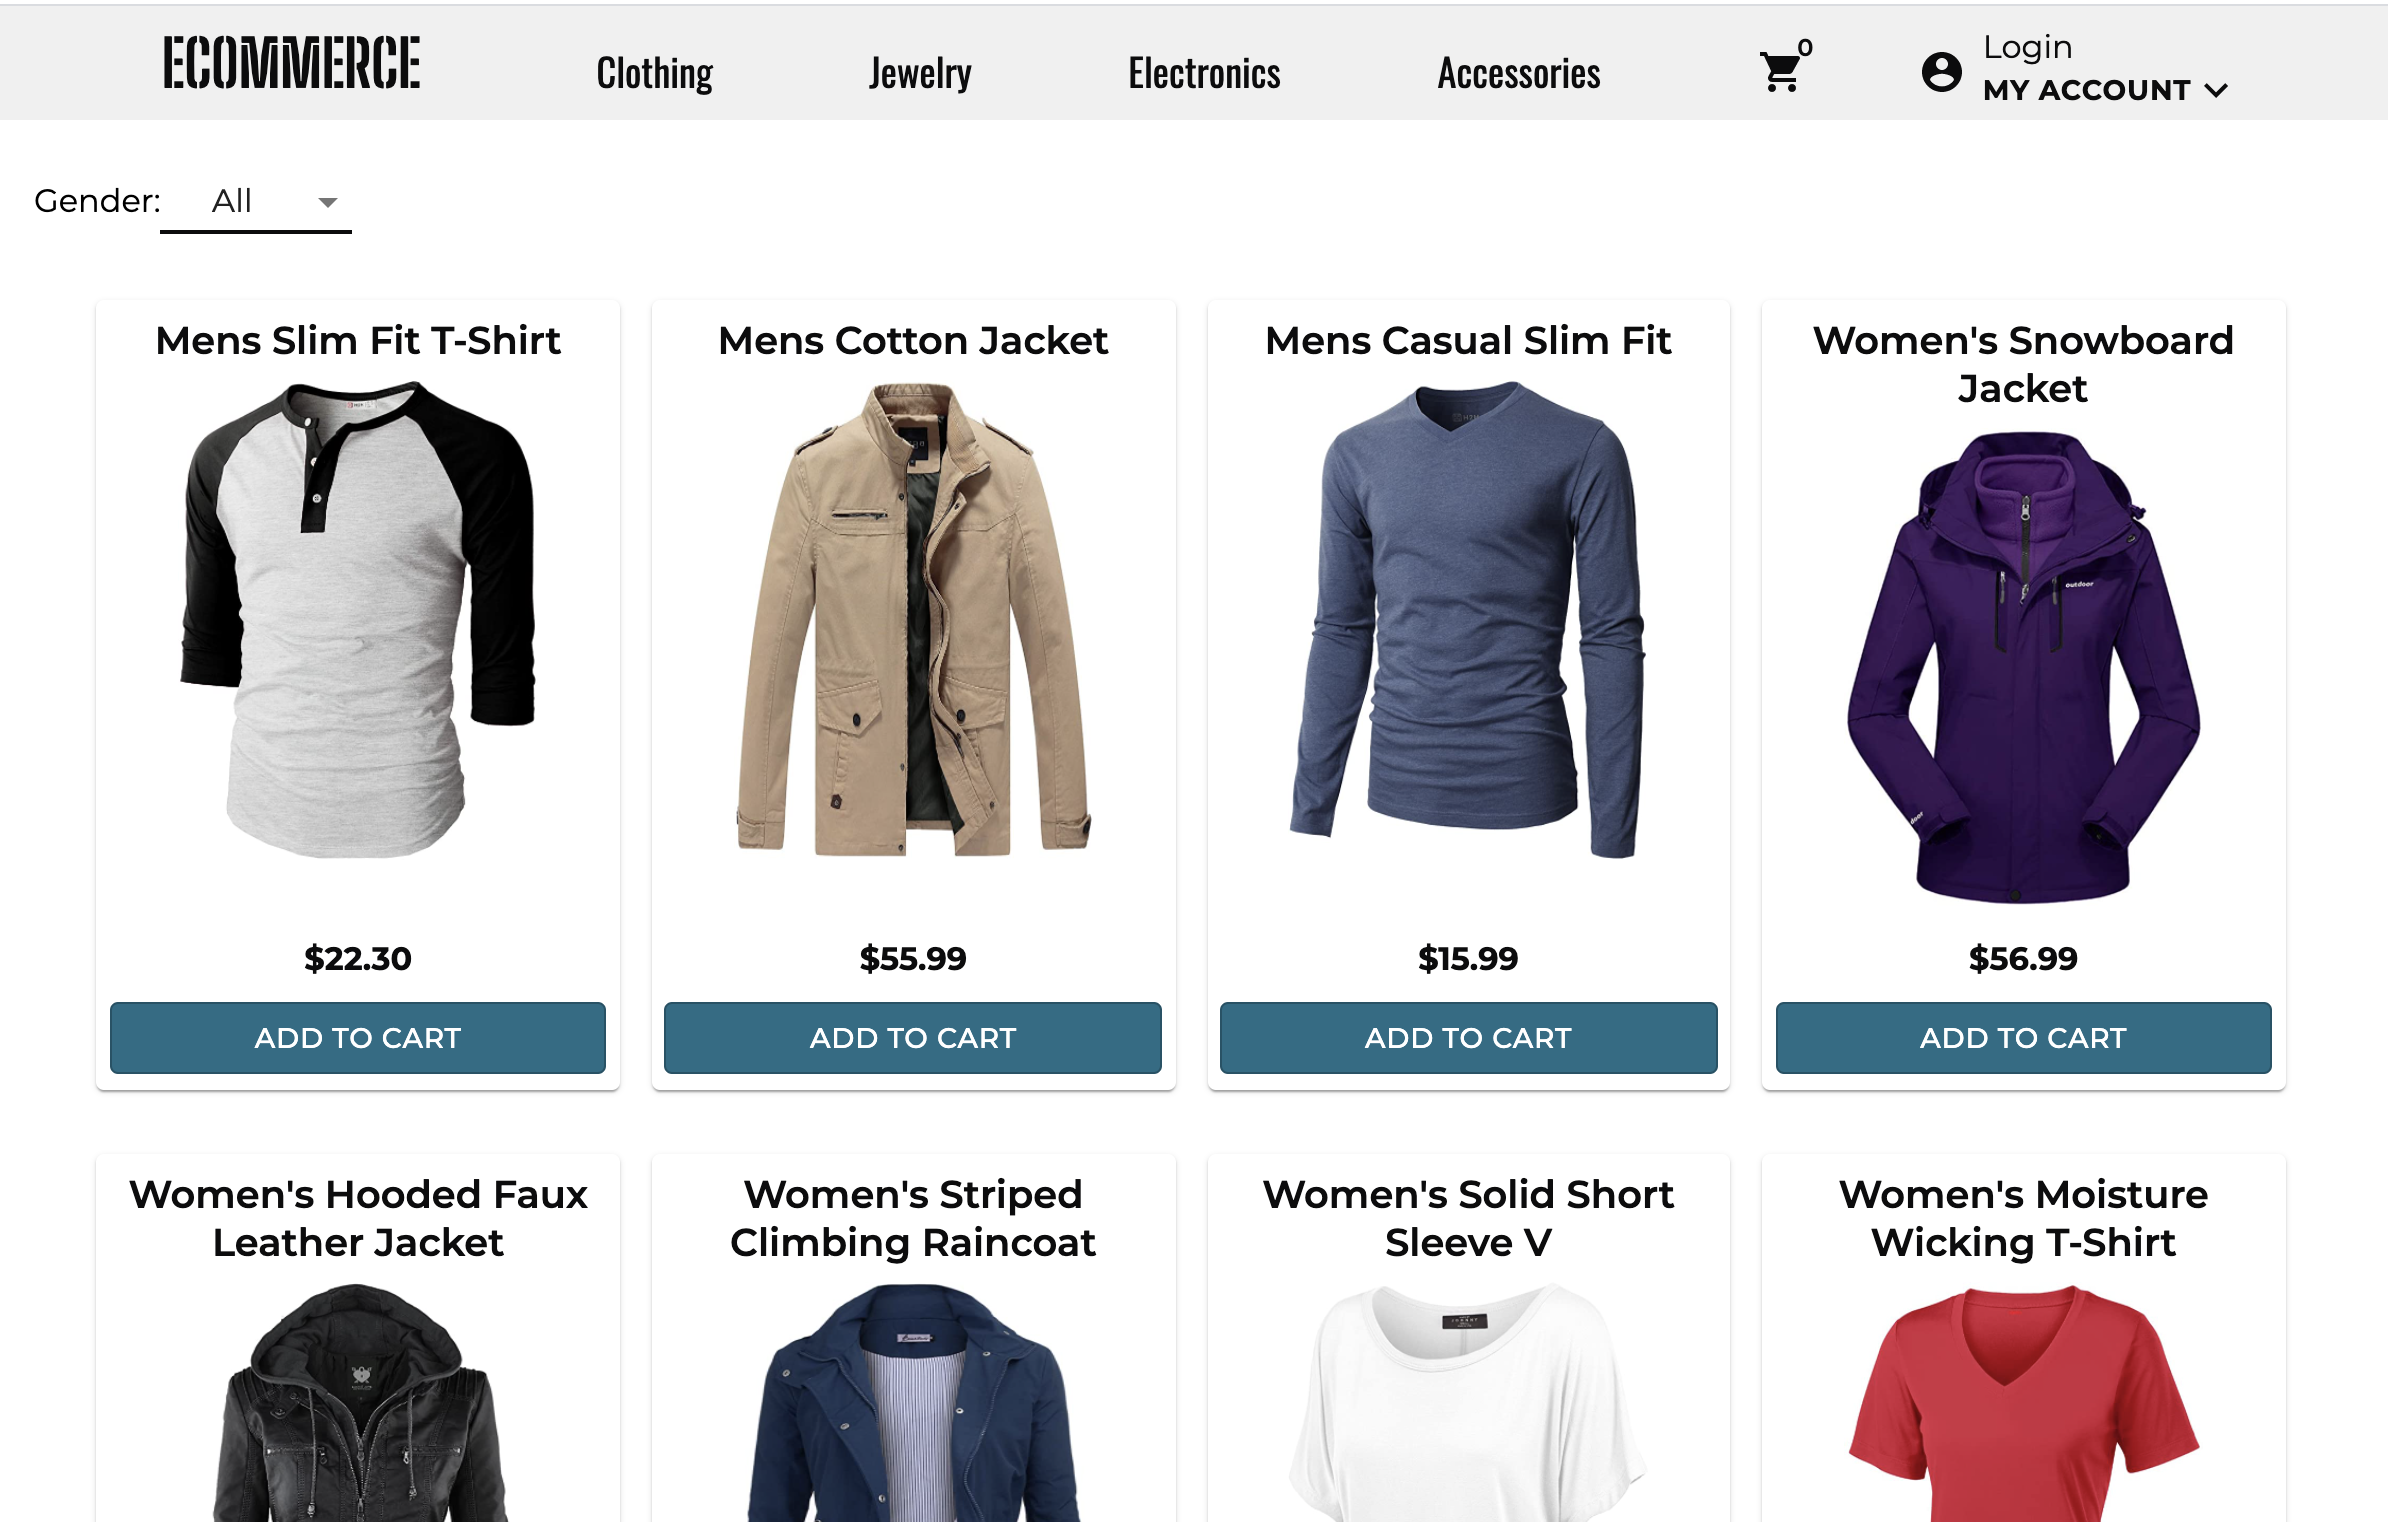 ECOMMERCE
Clothing
Jewelry
Electronics
Accessories
0
Login
MY ACCOUNT
Gender: All
Mens Slim Fit T-Shirt
$22.30
ADD TO CART
Mens Cotton Jacket
$55.99
ADD TO CART
Mens Casual Slim Fit
$15.99
ADD TO CART
Women's Snowboard
Jacket
outdoor
$56.99
ADD TO CART
Women's Hooded Faux
Leather Jacket
Women's Striped
Climbing Raincoat
Women's Solid Short
Sleeve V
Women's Moisture
Wicking T-Shirt